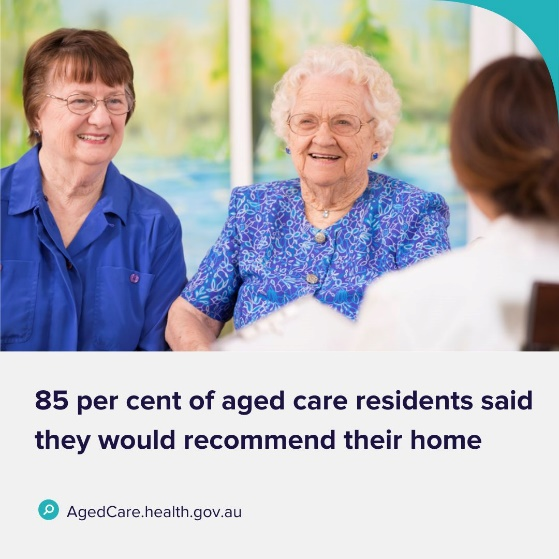 85 per cent of aged care residents said
they would recommend their home
AgedCare.health.gov.au